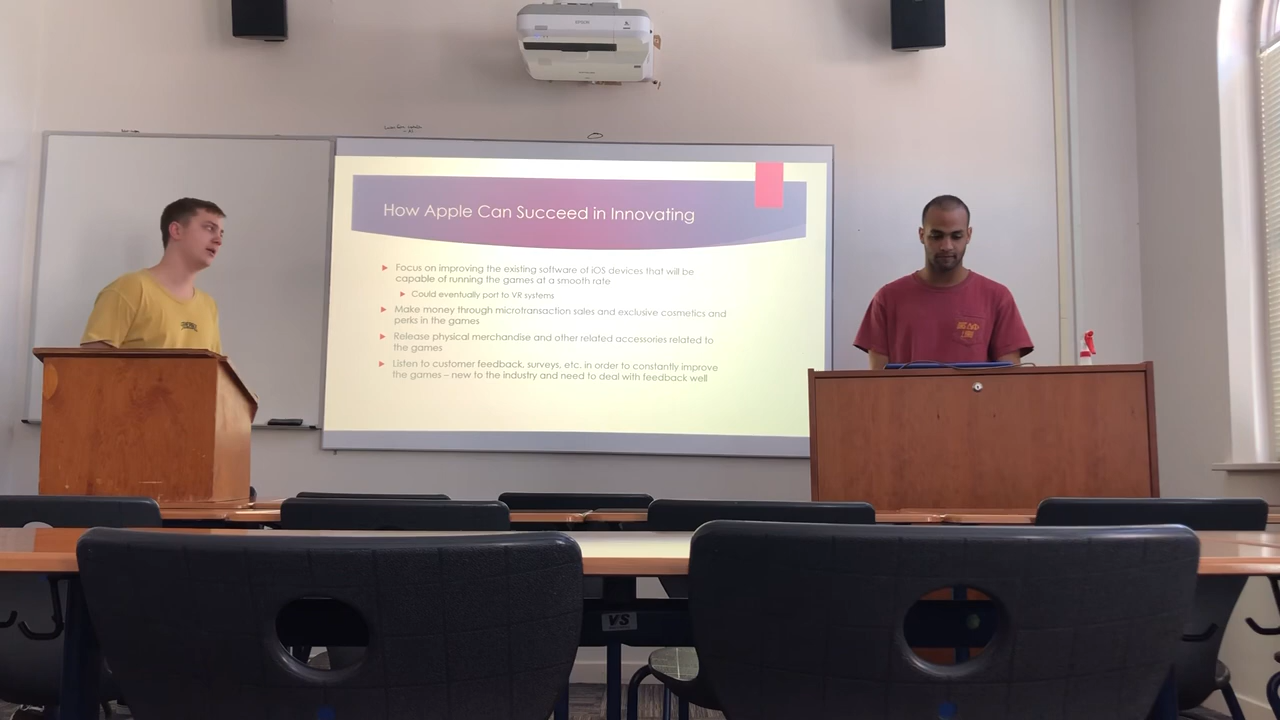 EPSON
How Apple Can Succeed in Innovating
Focus on improving the existing software of iOS devices that will be
capable of running the games at a smooth rate
Could eventually port to VR systems
Make money through microtransaction sales and exclusive cosmetics and
perks in the games
Release physical merchandise and other related accessories related to
the games
Listen to customer feedback, surveys, etc. in order to constantly improve
the games – new to the industry and need to deal with feedback well
VS